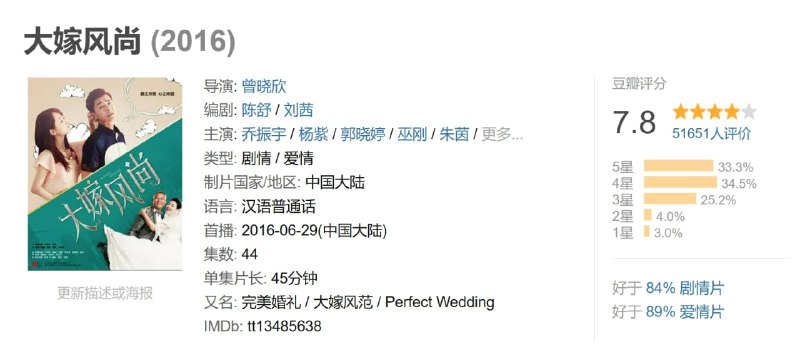 大嫁风尚 (2016)
大嫁风尚
更新描述或海报
导演: 曾晓欣
编剧: 陈舒 / 刘茜
主演: 乔振宇 / 杨紫 / 郭晓婷 / 巫刚 / 朱茵 / 更多...
类型: 剧情 / 爱情
制片国家/地区: 中国大陆
语言: 汉语普通话
首播: 2016-06-29(中国大陆)
集数: 44
单集片长: 45分钟
又名: 完美婚礼 / 大嫁风范 / Perfect Wedding
IMDb: tt13485638
豆瓣评分
7.8
51651人评价
5星 33.3%
4星 34.5%
3星 25.2%
2星 4.0%
1星 3.0%
好于 84% 剧情片
好于 89% 爱情片